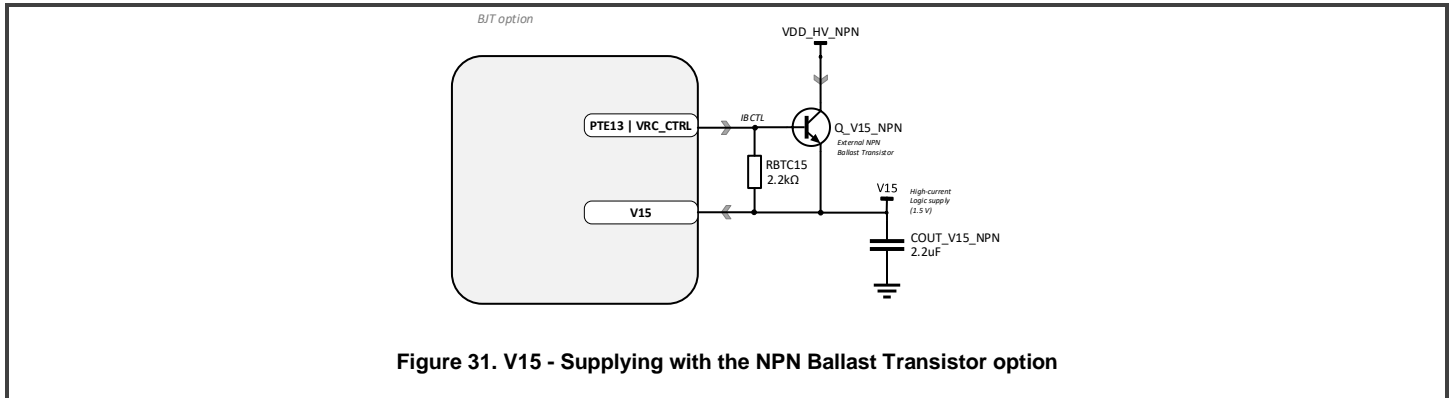 BJT option
VDD_HV_NPN
PTE13 | VRC_CTRL
IBCTL
Q_V15_NPN
External NPN
Ballast Transistor
RBTC15
2.2kΩ
V15
V15
High-current
Logic supply
(1.5 V)
COUT_V15_NPN
2.2uF
Figure 31. V15 - Supplying with the NPN Ballast Transistor option